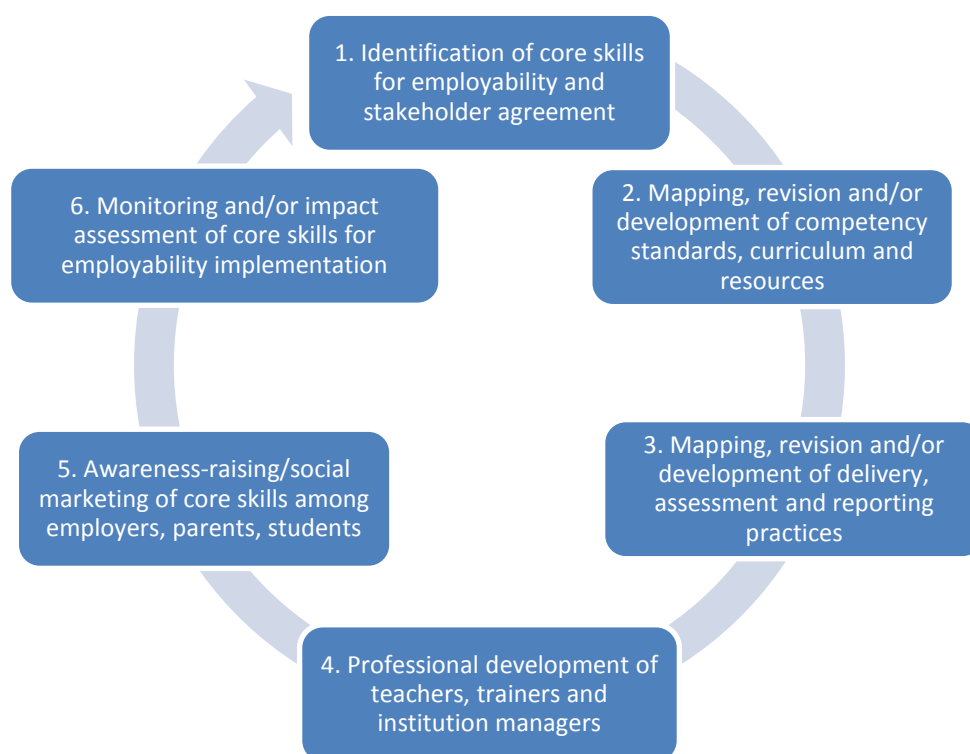 1. Identification of core skills
for employability and
stakeholder agreement
2. Mapping, revision and/or
development of competency
standards, curriculum and
resources
3. Mapping, revision and/or
development of delivery,
assessment and reporting
practices
4. Professional development of
teachers, trainers and
institution managers
5. Awareness-raising/social
marketing of core skills among
employers, parents, students
6. Monitoring and/or impact
assessment of core skills for
employability implementation